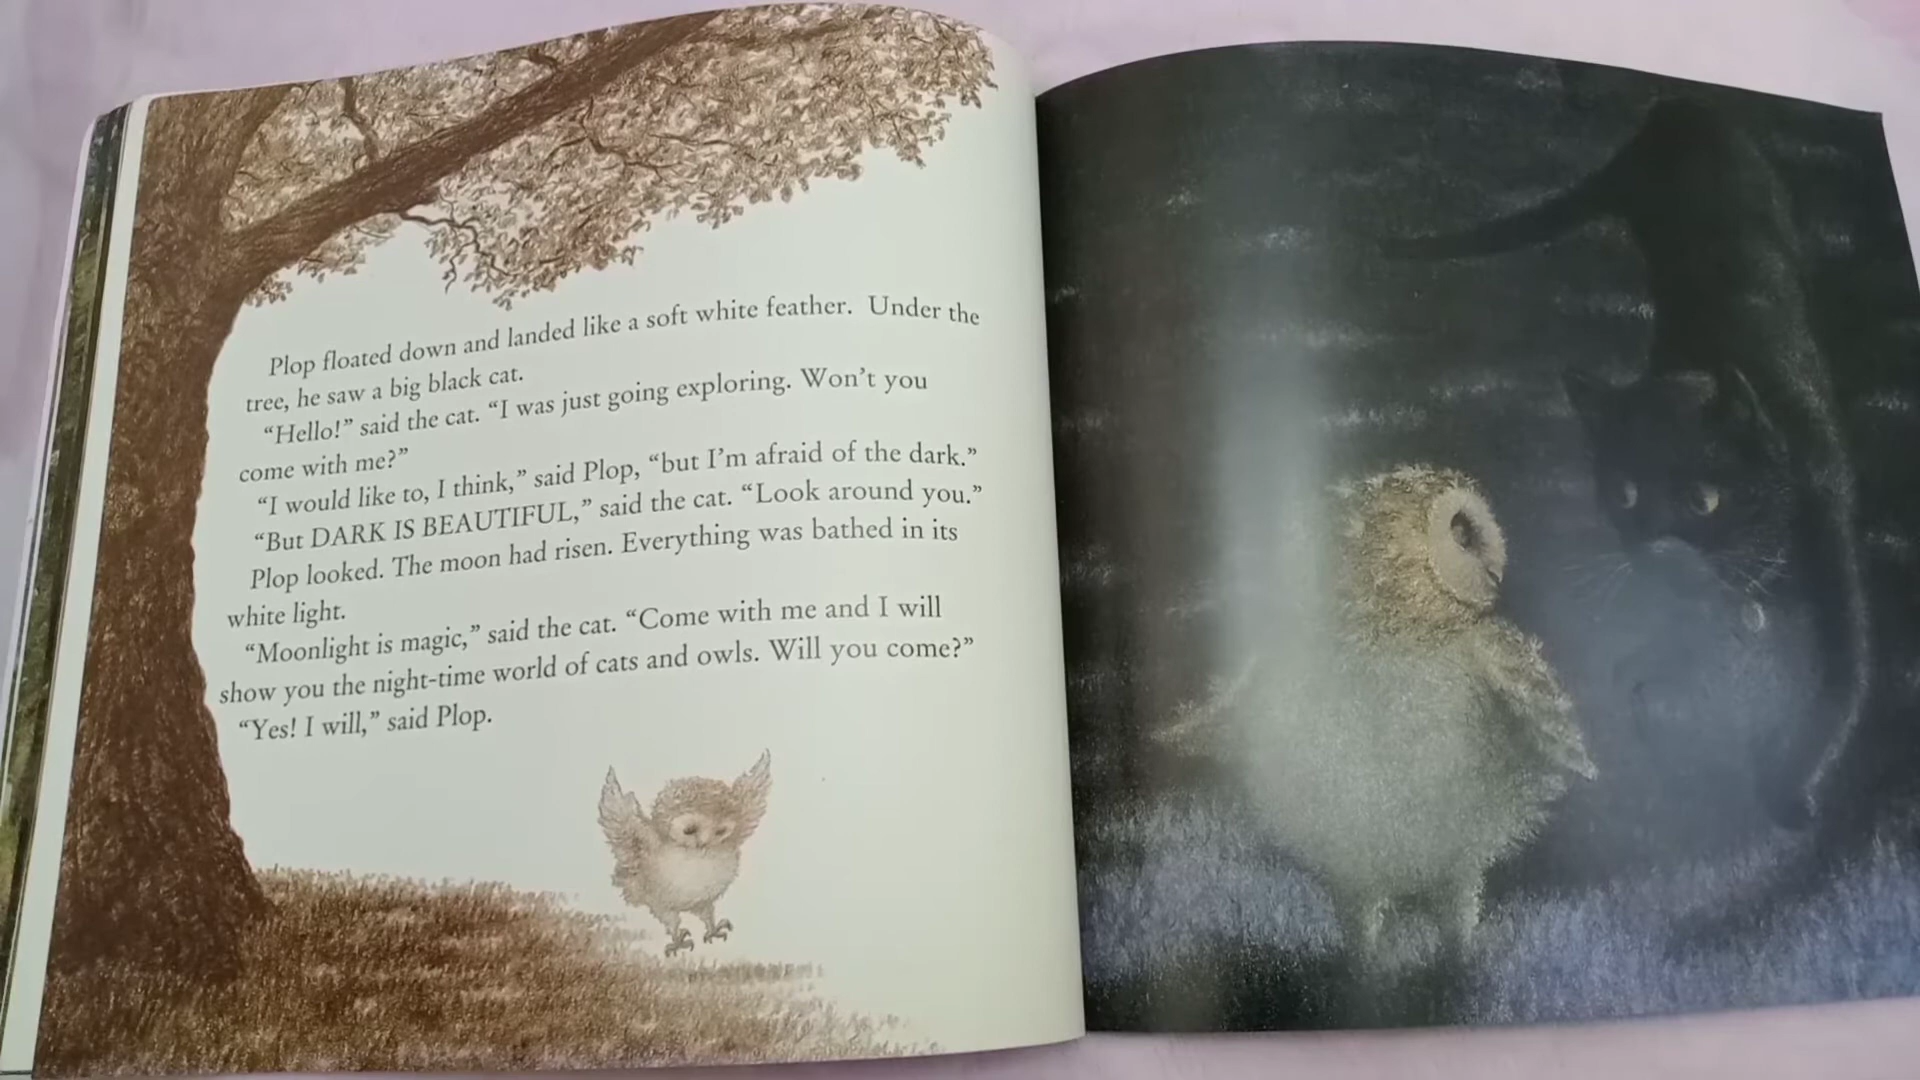 Plop floated down and landed like a soft white feather. Under the
tree, he saw a big black cat.
“Hello!” said the cat. “I was just going exploring. Won’t you
come with me?”
“I would like to, I think,” said Plop, “but I’m afraid of the dark.”
“But DARK IS BEAUTIFUL,” said the cat. “Look around you.”
Plop looked. The moon had risen. Everything was bathed in its
white light.
“Moonlight is magic,” said the cat. “Come with me and I will
show you the night-time world of cats and owls. Will you come?”
“Yes! I will,” said Plop.